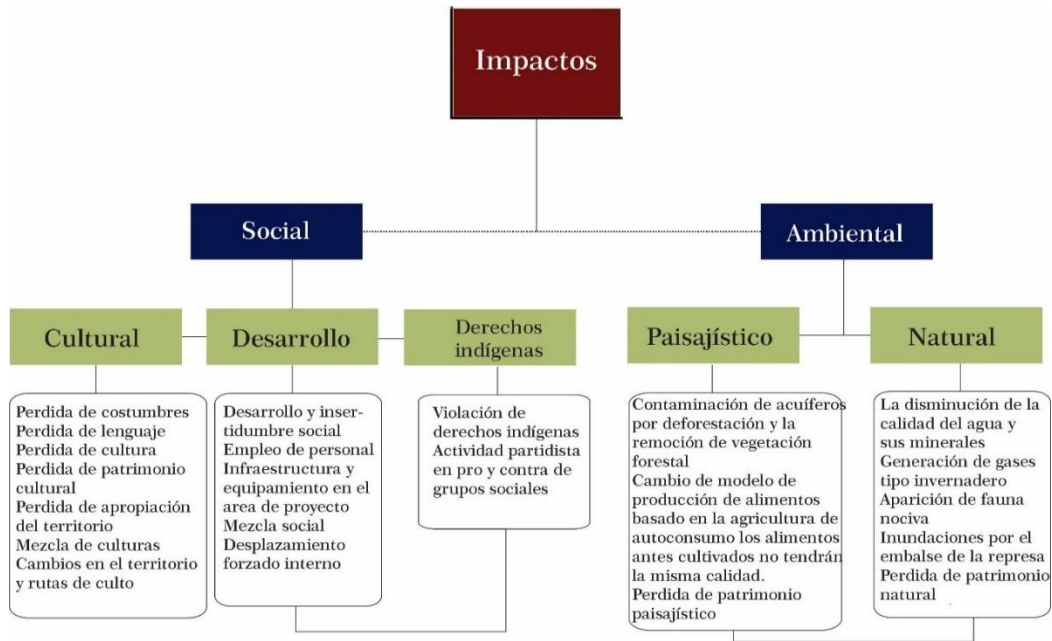 Impactos
Social
Ambiental
Cultural
Desarrollo
Derechos
indígenas
Paisajístico
Natural
Perdida de costumbres
Perdida de lenguaje
Perdida de cultura
Perdida de patrimonio
cultural
Perdida de apropiación
del territorio
Mezcla de culturas
Cambios en el territorio
y rutas de culto
Desarrollo y inser-
tidumbre social
Empleo de personal
Infraestructura y
equipamiento en el
area de proyecto
Mezcla social
Desplazamiento
forzado interno
Violación de
derechos indígenas
Actividad partidista
en pro y contra de
grupos sociales
Contaminación de acuíferos
por deforestación y la
remoción de vegetación
forestal
Cambio de modelo de
producción de alimentos
basado en la agricultura de
autoconsumo los alimentos
antes cultivados no tendrán
la misma calidad.
Perdida de patrimonio
paisajístico
La disminución de la
calidad del agua y
sus minerales
Generación de gases
tipo invernadero
Aparición de fauna
nociva
Inundaciones por el
embalse de la represa
Perdida de patrimonio
natural